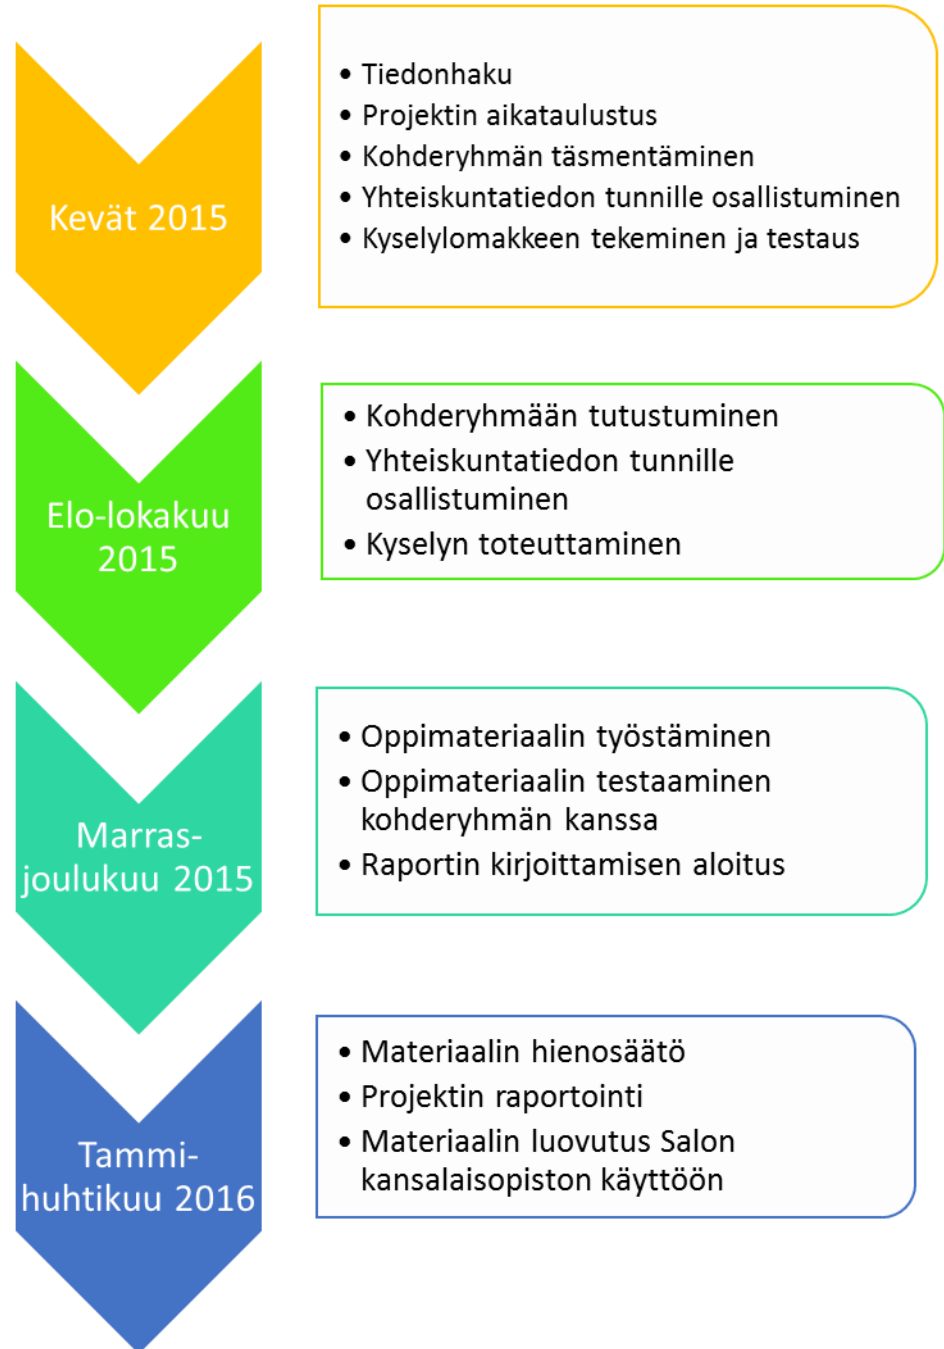 Kevät 2015
• Tiedonhaku
• Projektin aikataulustus
• Kohderyhmän täsmentäminen
• Yhteiskuntatiedon tunnille osallistuminen
• Kyselylomakkeen tekeminen ja testaus
Elo-lokakuu
2015
• Kohderyhmään tutustuminen
• Yhteiskuntatiedon tunnille
osallistuminen
• Kyselyn toteuttaminen
Marras-
joulukuu 2015
• Oppimateriaalin työstäminen
• Oppimateriaalin testaaminen
kohderyhmän kanssa
• Raportin kirjoittamisen aloitus
Tammi-
huhtikuu 2016
• Materiaalin hienosäätö
• Projektin raportointi
• Materiaalin luovutus Salon
kansalaisopiston käyttöön